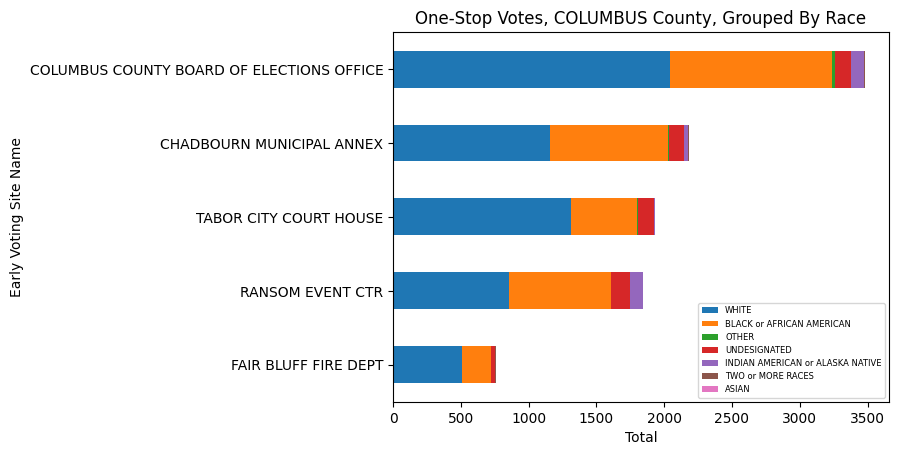 One-Stop Votes, COLUMBUS County, Grouped By Race
Early Voting Site Name
COLUMBUS COUNTY BOARD OF ELECTIONS OFFICE
CHADBOURN MUNICIPAL ANNEX
TABOR CITY COURT HOUSE
RANSOM EVENT CTR
FAIR BLUFF FIRE DEPT
WHITE
BLACK or AFRICAN AMERICAN
OTHER
UNDESIGNATED
INDIAN AMERICAN or ALASKA NATIVE
TWO or MORE RACES
ASIAN
0 500 1000 1500 2000 2500 3000 3500
Total